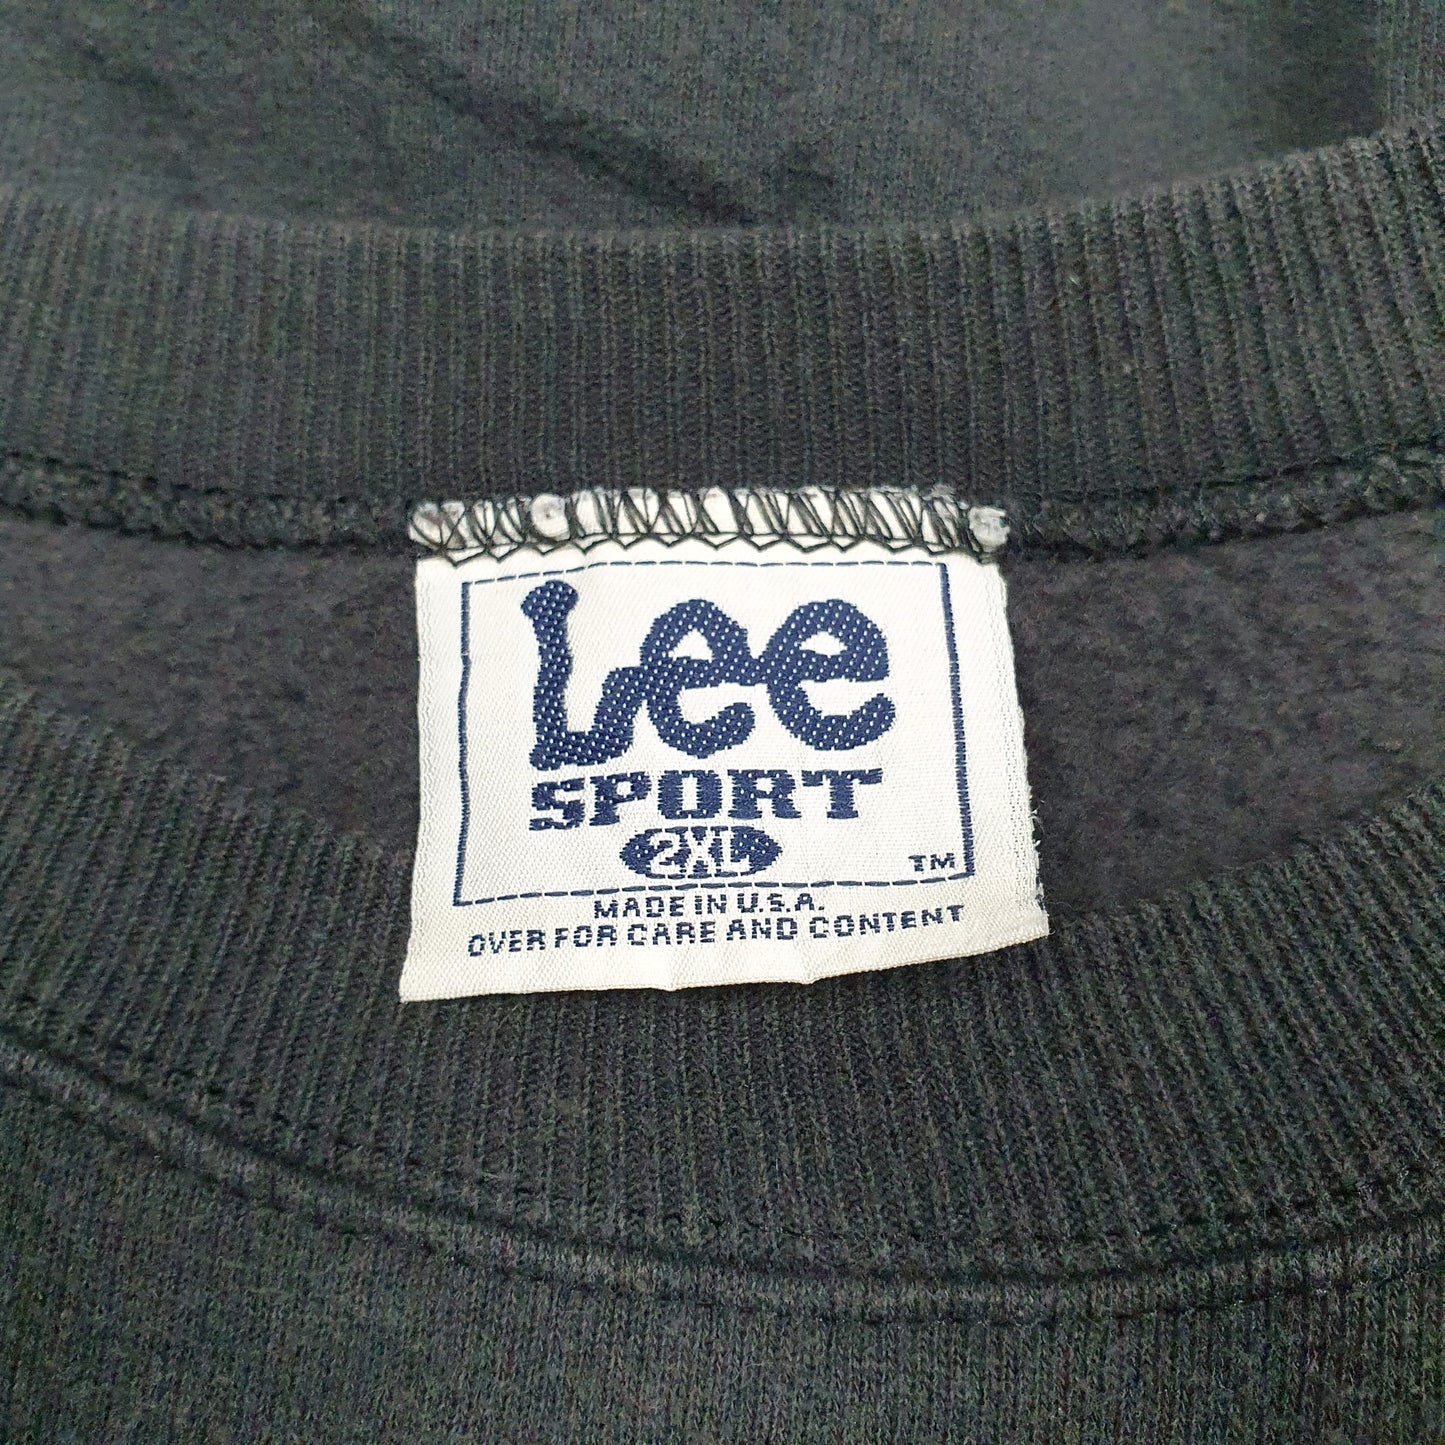 Lee
SPORT
2XL
TM
MADE IN U.S.A.
OVER FOR CARE AND CONTENT